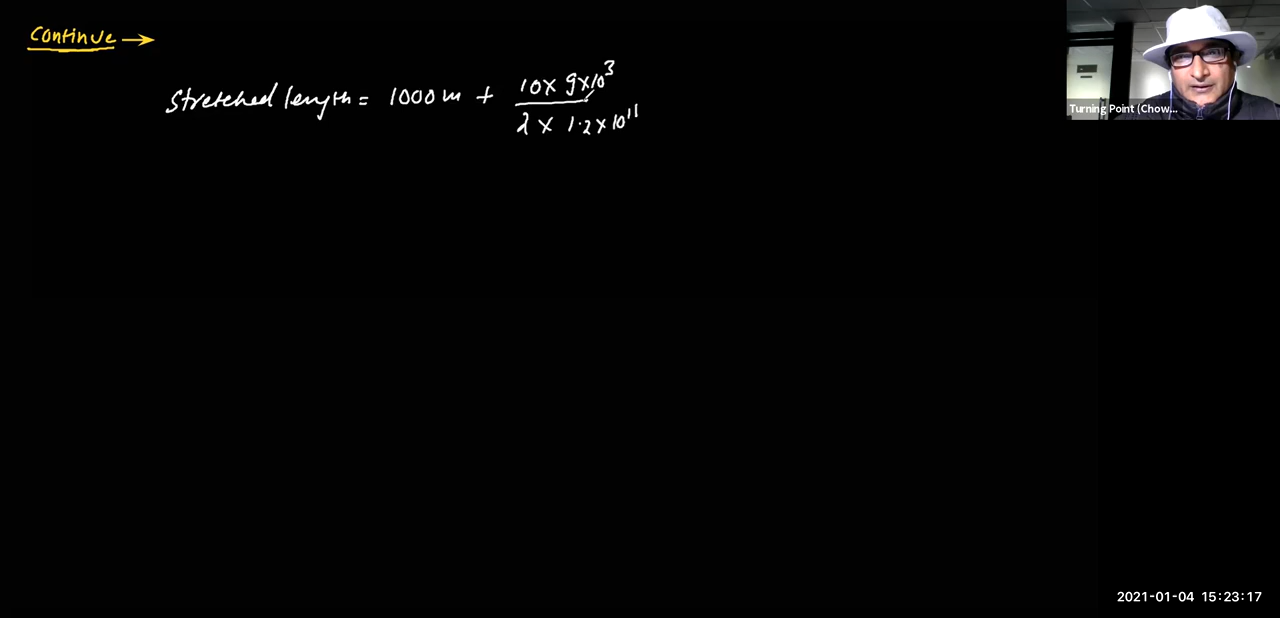 Continue →
Stretched length = 1000 m + 10 × 9×10³
2 × 1.2 × 10¹¹
Turning Point (Chow...
2021-01-04 15:23:17